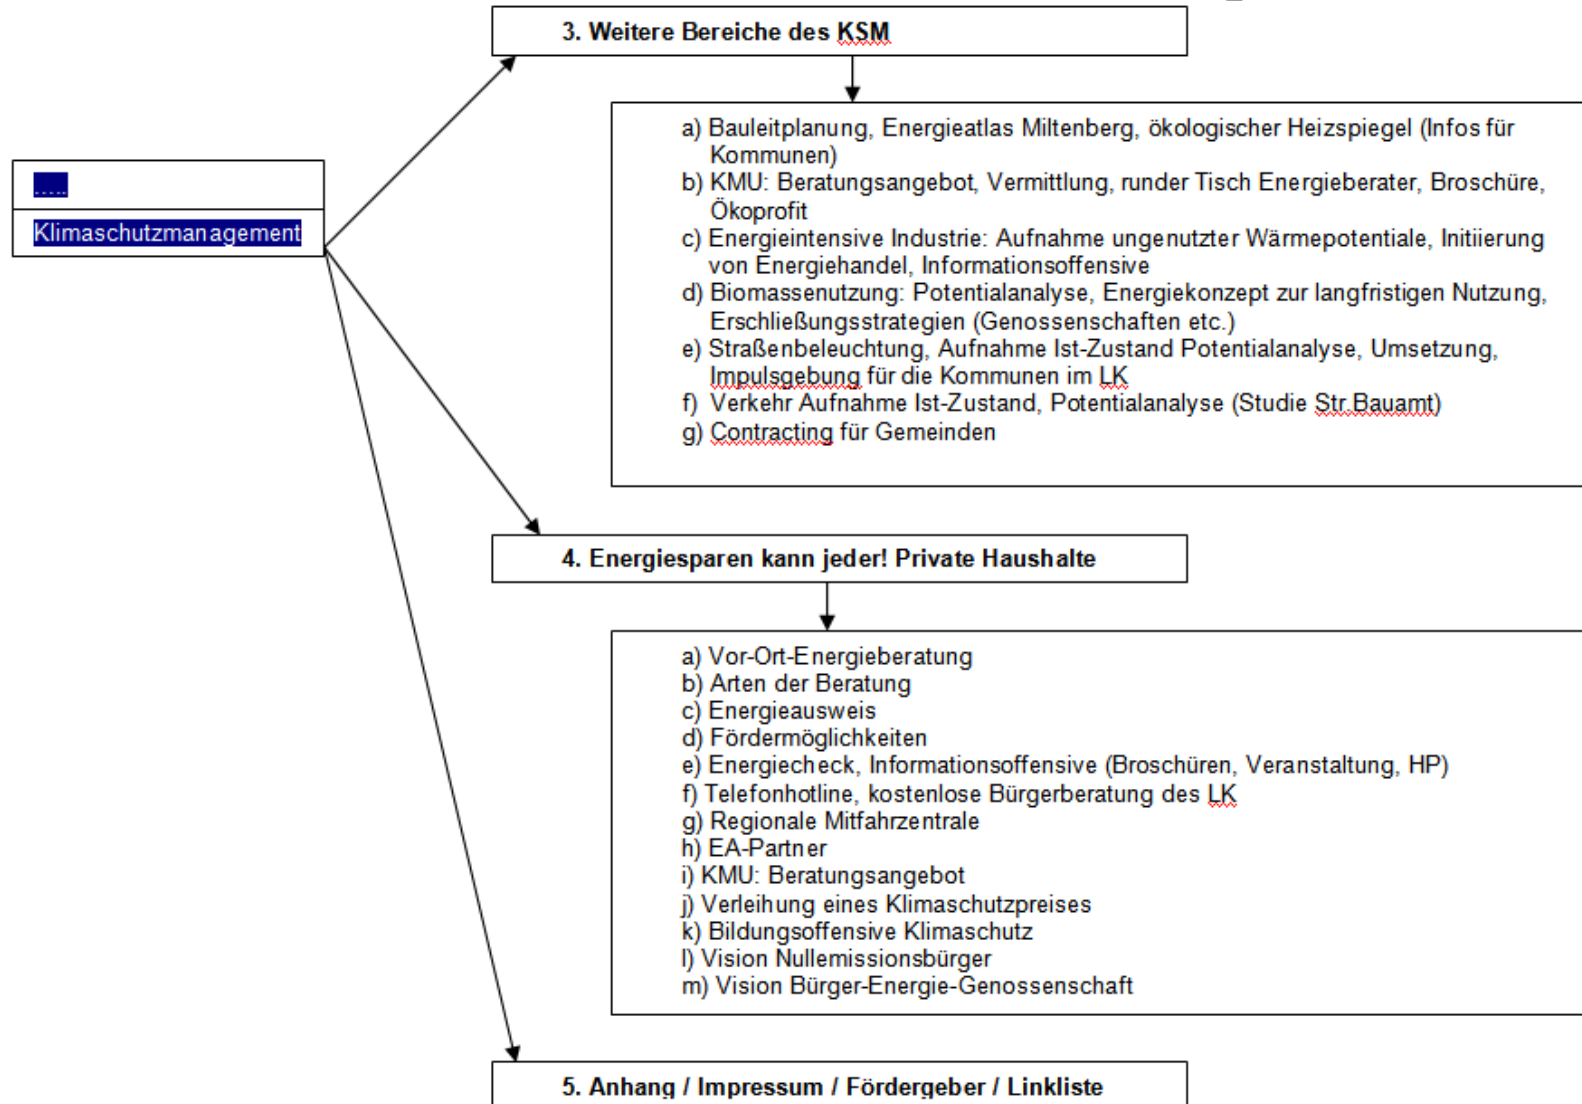 3. Weitere Bereiche des KSM
a) Bauleitplanung, Energieatlas Miltenberg, ökologischer Heizspiegel (Infos für
Kommunen)
b) KMU: Beratungsangebot, Vermittlung, runder Tisch Energieberater, Broschüre,
Ökoprofit
c) Energieintensive Industrie: Aufnahme ungenutzter Wärmepotentiale, Initiierung
von Energiehandel, Informationsoffensive
d) Biomassenutzung: Potentialanalyse, Energiekonzept zur langfristigen Nutzung,
Erschließungsstrategien (Genossenschaften etc.)
e) Straßenbeleuchtung, Aufnahme Ist-Zustand Potentialanalyse, Umsetzung,
Impulsgebung für die Kommunen im LK
f) Verkehr Aufnahme Ist-Zustand, Potentialanalyse (Studie Str.Bauamt)
g) Contracting für Gemeinden
.....
Klimaschutzmanagement
4. Energiesparen kann jeder! Private Haushalte
a) Vor-Ort-Energieberatung
b) Arten der Beratung
c) Energieausweis
d) Fördermöglichkeiten
e) Energiecheck, Informationsoffensive (Broschüren, Veranstaltung, HP)
f) Telefonhotline, kostenlose Bürgerberatung des LK
g) Regionale Mitfahrzentrale
h) EA-Partner
i) KMU: Beratungsangebot
j) Verleihung eines Klimaschutzpreises
k) Bildungsoffensive Klimaschutz
l) Vision Nullemissionsbürger
m) Vision Bürger-Energie-Genossenschaft
5. Anhang / Impressum / Fördergeber / Linkliste